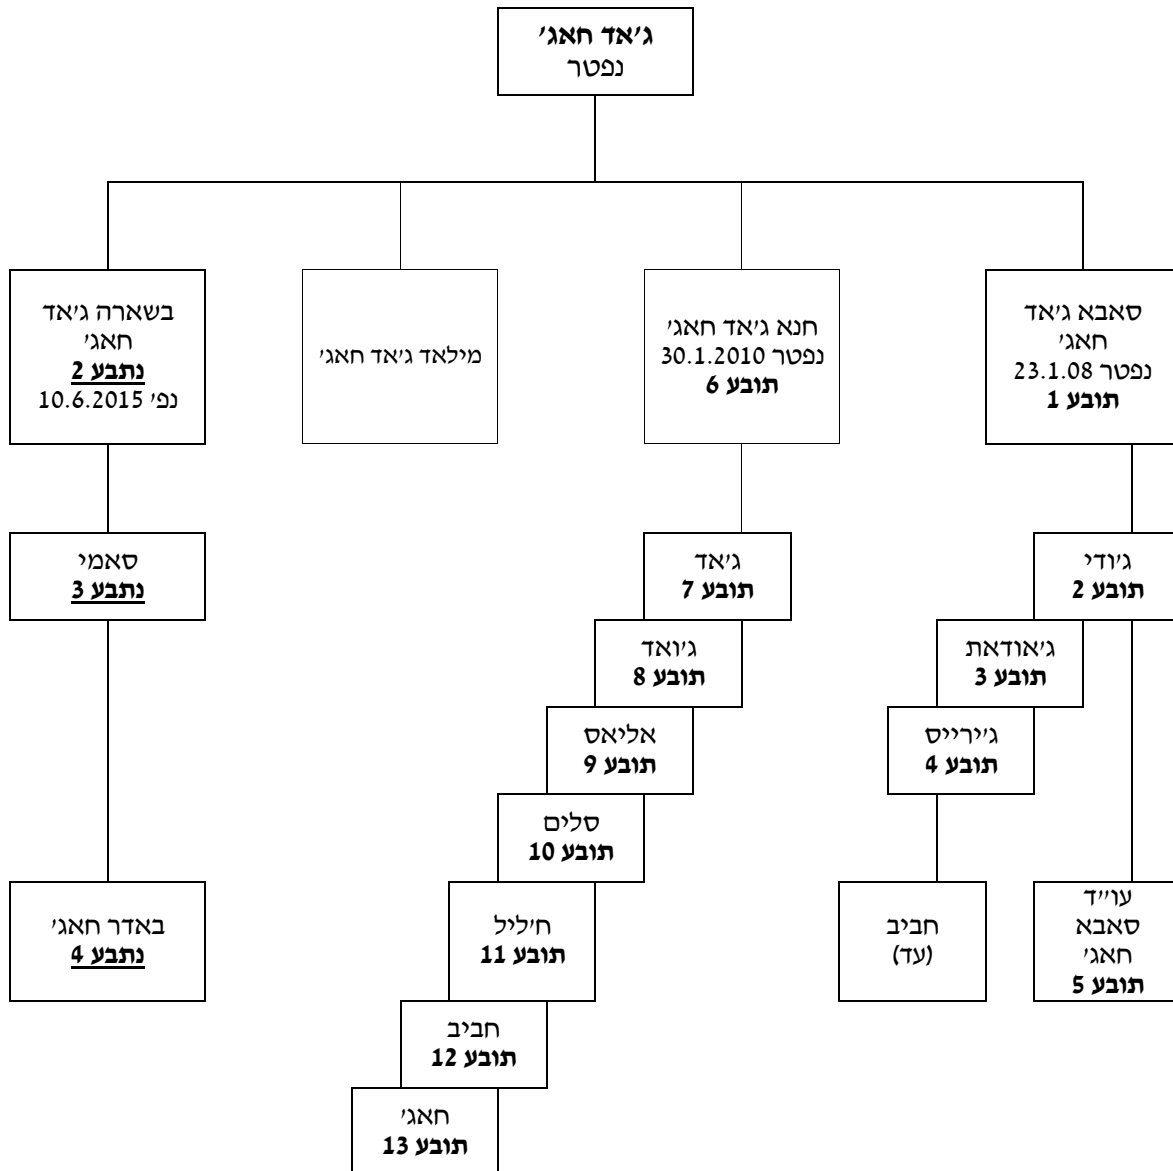 ג'אד חאג'
נפטר
סאבא ג'אד
חאג'
נפטר 23.1.08
תובע 1
חנא ג'אד חאג'
נפטר 30.1.2010
תובע 6
מילאד ג'אד חאג'
בשארה ג'אד
חאג'
נתבע 2
נפ' 10.6.2015
ג'ודי
תובע 2
ג'אד
תובע 7
סאמי
נתבע 3
ג'אודאת
תובע 3
ג'ואד
תובע 8
ג'ירייס
תובע 4
אליאס
תובע 9
סלים
תובע 10
עו"ד
סאבא
חאג'
תובע 5
חביב
(עד)
ח'ליל
תובע 11
באדר חאג'
נתבע 4
חביב
תובע 12
חאג'
תובע 13